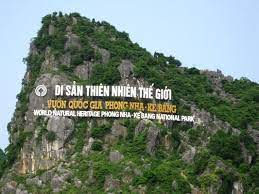 DI SẢN THIÊN NHIÊN THẾ GIỚI
VƯỜN QUỐC GIA PHONG NHA-KẺ BÀNG
WORLD NATURAL HERITAGE PHONG NHA-KE BANG NATIONAL PARK